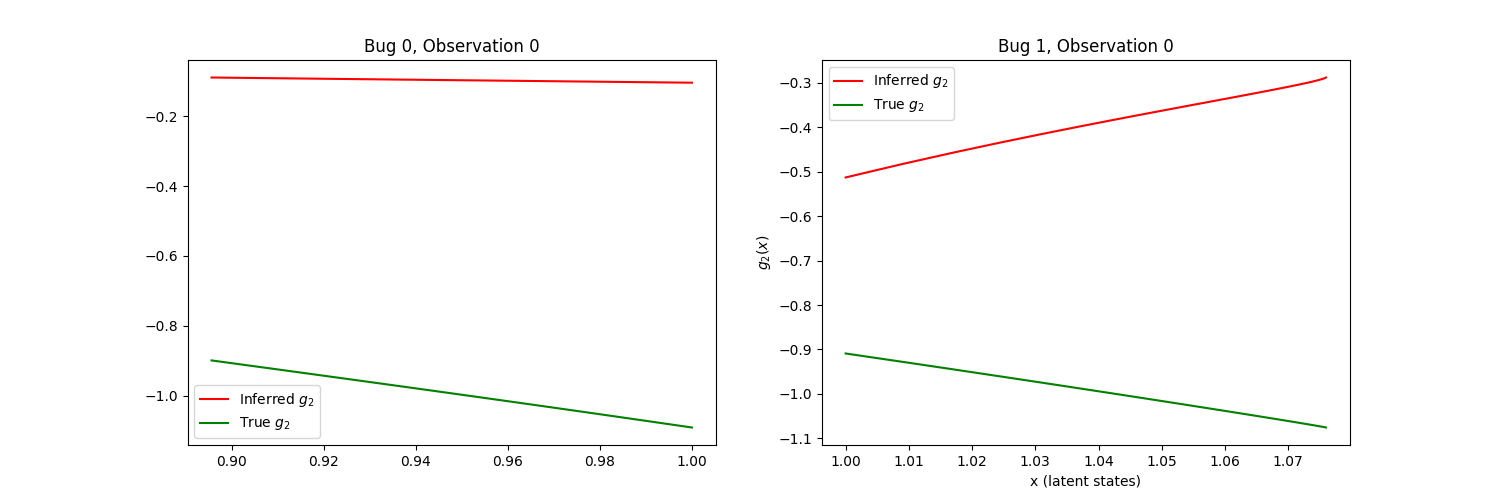 Bug 0, Observation 0
−0.2
−0.4
−0.6
−0.8
−1.0
Inferred g₂
True g₂
0.90 0.92 0.94 0.96 0.98 1.00
Bug 1, Observation 0
Inferred g₂
True g₂
g₂(x)
−0.3
−0.4
−0.5
−0.6
−0.7
−0.8
−0.9
−1.0
−1.1
1.00 1.01 1.02 1.03 1.04 1.05 1.06 1.07
x (latent states)